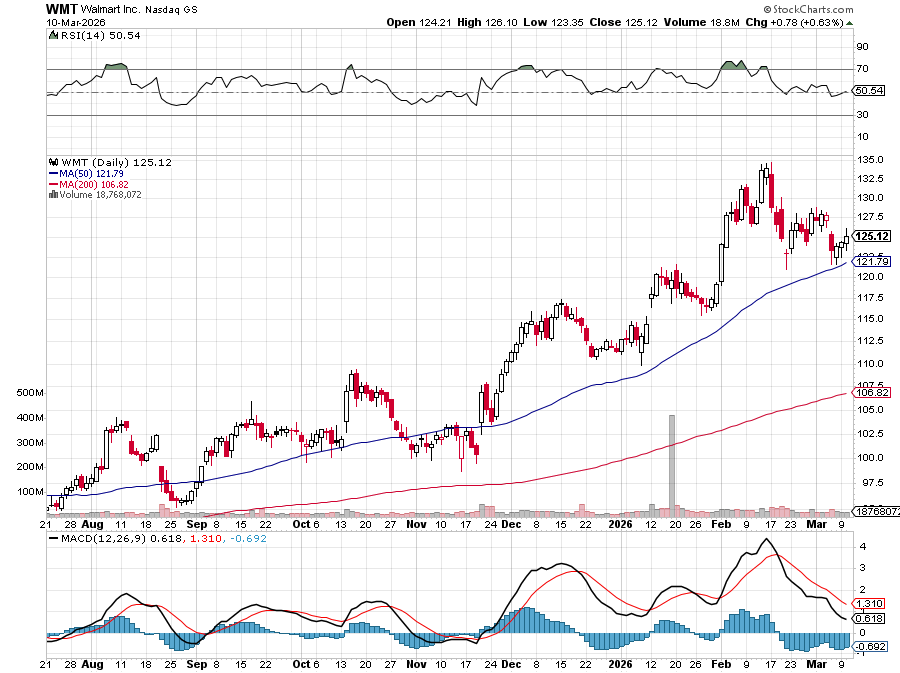 WMT Walmart Inc. Nasdaq GS
© StockCharts.com
10-Mar-2026
Open 124.21 High 126.10 Low 123.35 Close 125.12 Volume 18.8M Chg +0.78 (+0.63%)
RSI(14) 50.54
90
70
50.54
30
10
WMT (Daily) 125.12
MA(50) 121.79
MA(200) 106.82
Volume 18,768,072
135.0
132.5
130.0
127.5
125.12
121.79
120.0
117.5
115.0
112.5
110.0
107.5
106.82
105.0
102.5
100.0
97.5
500M
400M
300M
200M
100M
18768072
21 28 Aug 11 18 25 Sep 8 15 22 Oct 6 13 20 27 Nov 10 17 24 Dec 8 15 22 2026 12 20 26 Feb 9 17 23 Mar 9
MACD(12,26,9) 0.618, 1.310, -0.692
4
3
2
1.310
0.618
0
-0.692
21 28 Aug 11 18 25 Sep 8 15 22 Oct 6 13 20 27 Nov 10 17 24 Dec 8 15 22 2026 12 20 26 Feb 9 17 23 Mar 9